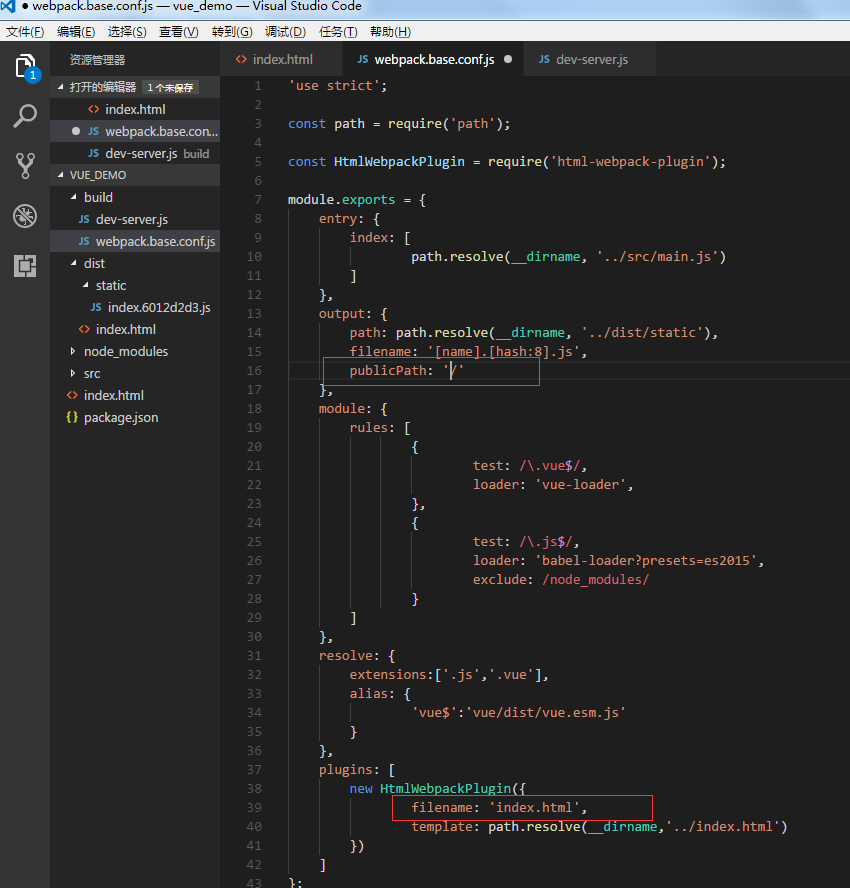 ● webpack.base.conf.js — vue_demo — Visual Studio Code
文件(F) 编辑(E) 选择(S) 查看(V) 转到(G) 调试(D) 任务(T) 帮助(H)
资源管理器
打开的编辑器 1 个未保存
<> index.html
● JS webpack.base.con...
JS dev-server.js build
VUE_DEMO
build
JS dev-server.js
JS webpack.base.conf.js
dist
static
JS index.6012d2d3.js
<> index.html
node_modules
src
<> index.html
{} package.json
1
<> index.html JS webpack.base.conf.js ● JS dev-server.js
1 'use strict';
2
3 const path = require('path');
4
5 const HtmlWebpackPlugin = require('html-webpack-plugin');
6
7 module.exports = {
8 entry: {
9 index: [
10 path.resolve(__dirname, '../src/main.js')
11 ]
12 },
13 output: {
14 path: path.resolve(__dirname, '../dist/static'),
15 filename: '[name].[hash:8].js',
16 publicPath: '/'
17 },
18 module: {
19 rules: [
20 {
21 test: /\.vue$/,
22 loader: 'vue-loader',
23 },
24 {
25 test: /\.js$/,
26 loader: 'babel-loader?presets=es2015',
27 exclude: /node_modules/
28 }
29 ]
30 },
31 resolve: {
32 extensions:['.js','.vue'],
33 alias: {
34 'vue$':'vue/dist/vue.esm.js'
35 }
36 },
37 plugins: [
38 new HtmlWebpackPlugin({
39 filename: 'index.html',
40 template: path.resolve(__dirname,'../index.html')
41 })
42 ]
43 };